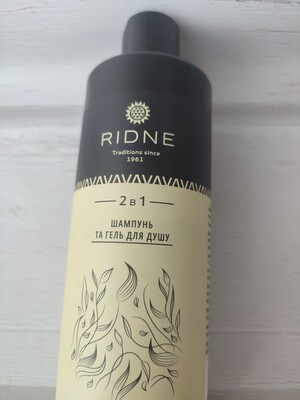 RIDNE
Traditions since
1961
2 в 1
ШАМПУНЬ
ТА ГЕЛЬ ДЛЯ ДУШУ